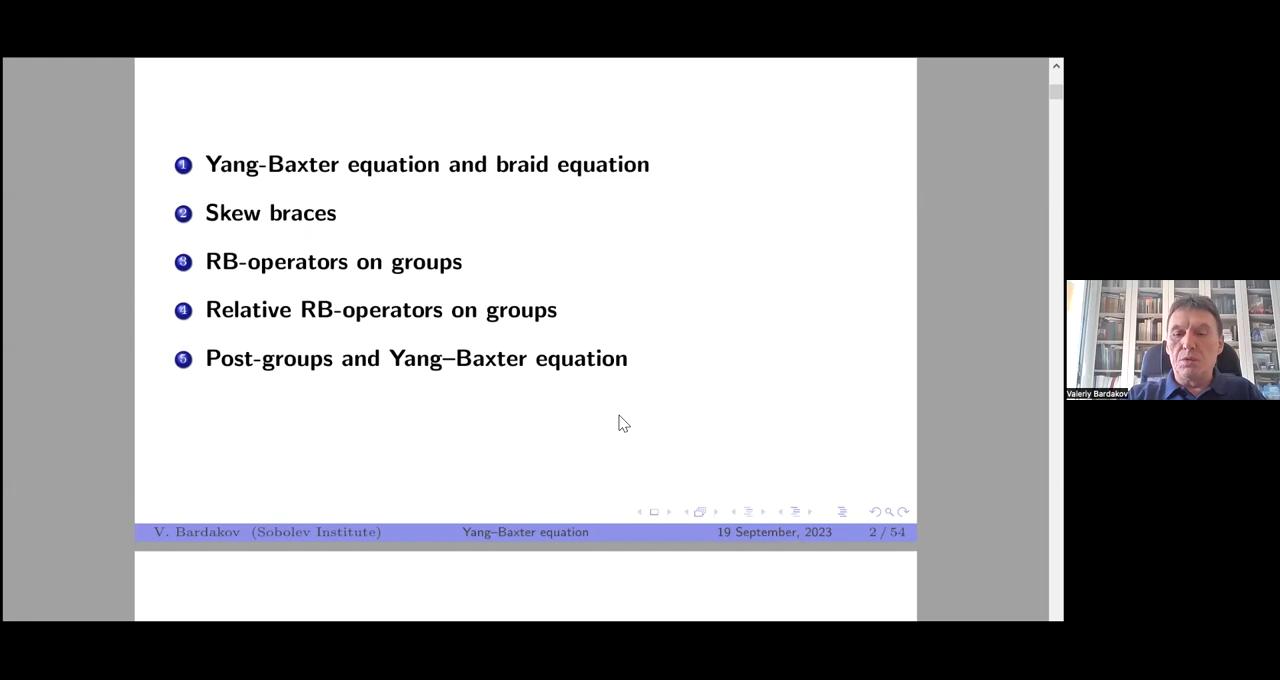 1 Yang-Baxter equation and braid equation
2 Skew braces
3 RB-operators on groups
4 Relative RB-operators on groups
5 Post-groups and Yang–Baxter equation
V. Bardakov (Sobolev Institute) Yang–Baxter equation 19 September, 2023 2 / 54
Valeriy Bardakov